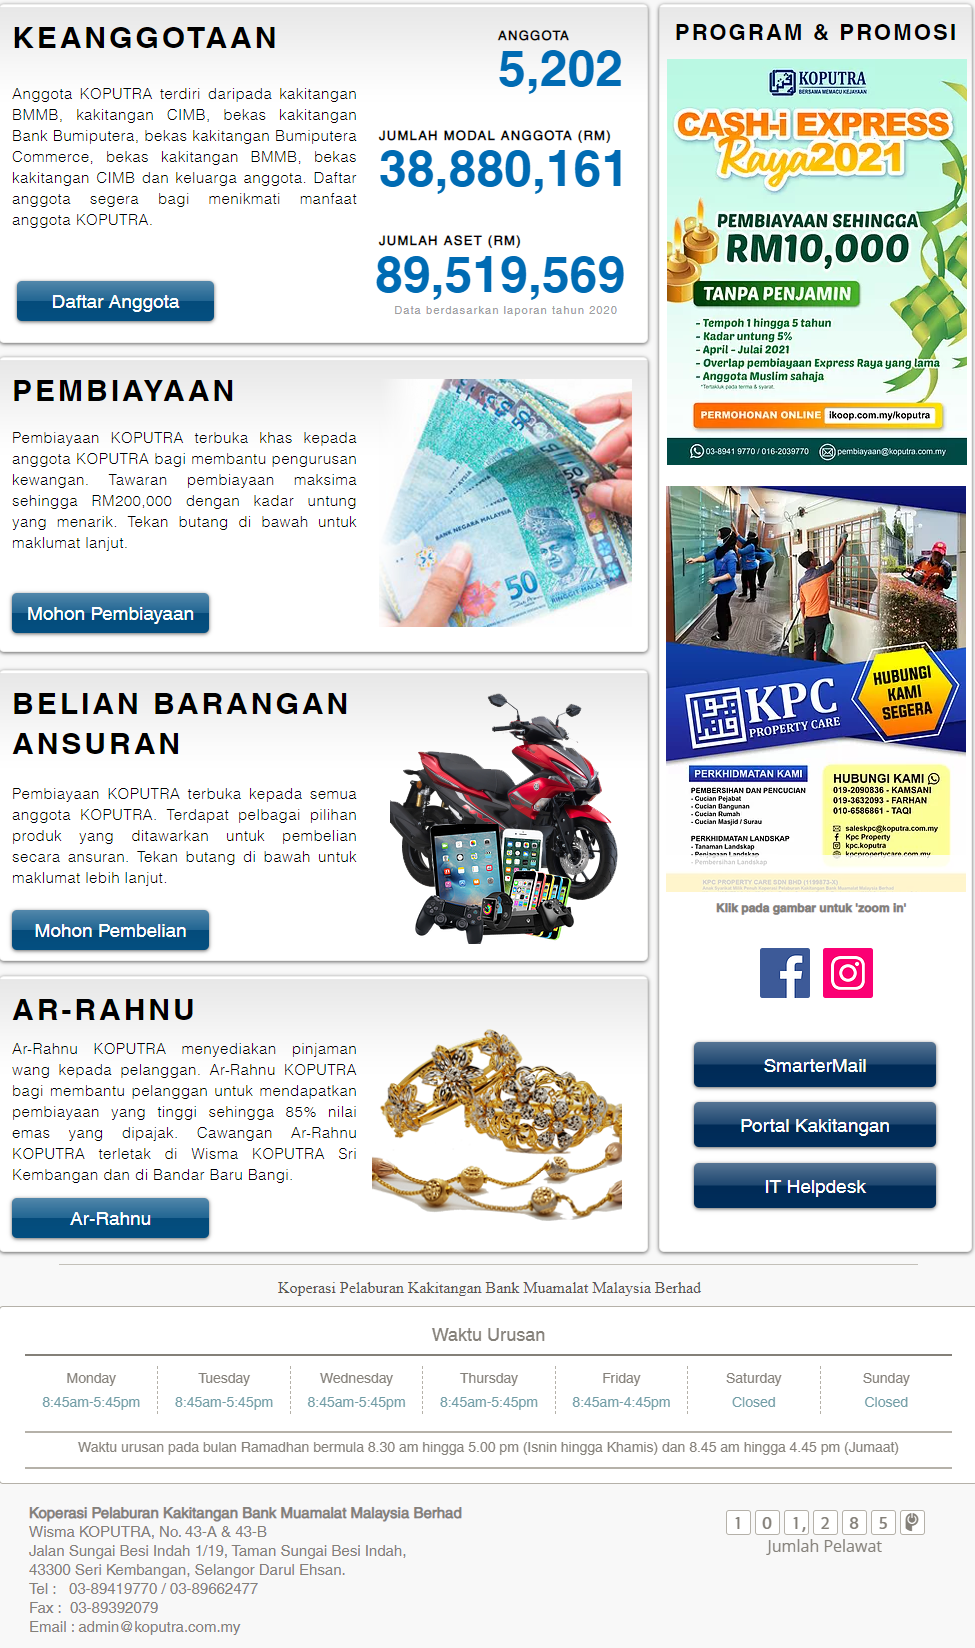 KEANGGOTAAN
Anggota KOPUTRA terdiri daripada kakitangan
BMMB, kakitangan CIMB, bekas kakitangan
Bank Bumiputera, bekas kakitangan Bumiputera
Commerce, bekas kakitangan BMMB, bekas
kakitangan CIMB dan keluarga anggota. Daftar
anggota segera bagi menikmati manfaat
anggota KOPUTRA.
Daftar Anggota
ANGGOTA
5,202
JUMLAH MODAL ANGGOTA (RM)
38,880,161
JUMLAH ASET (RM)
89,519,569
Data berdasarkan laporan tahun 2020
PEMBIAYAAN
Pembiayaan KOPUTRA terbuka khas kepada
anggota KOPUTRA bagi membantu pengurusan
kewangan. Tawaran pembiayaan maksima
sehingga RM200,000 dengan kadar untung
yang menarik. Tekan butang di bawah untuk
maklumat lanjut.
Mohon Pembiayaan
BANK NEGARA MALAYSIA
50
RINGGIT MALAYSIA
BELIAN BARANGAN
ANSURAN
Pembiayaan KOPUTRA terbuka kepada semua
anggota KOPUTRA. Terdapat pelbagai pilihan
produk yang ditawarkan untuk pembelian
secara ansuran. Tekan butang di bawah untuk
maklumat lebih lanjut.
Mohon Pembelian
AR-RAHNU
Ar-Rahnu KOPUTRA menyediakan pinjaman
wang kepada pelanggan. Ar-Rahnu KOPUTRA
bagi membantu pelanggan untuk mendapatkan
pembiayaan yang tinggi sehingga 85% nilai
emas yang dipajak. Cawangan Ar-Rahnu
KOPUTRA terletak di Wisma KOPUTRA Sri
Kembangan dan di Bandar Baru Bangi.
Ar-Rahnu
PROGRAM & PROMOSI
KOPUTRA
BERSAMA MEMACU KEJAYAAN
CASH-i EXPRESS
Raya2021
PEMBIAYAAN SEHINGGA
RM10,000
TANPA PENJAMIN
- Tempoh 1 hingga 5 tahun
- Kadar untung 5%
- April - Julai 2021
- Overlap pembiayaan Express Raya yang lama
- Anggota Muslim sahaja
*Tertakluk pada terma & syarat.
PERMOHONAN ONLINE ikoop.com.my/koputra
03-8941 9770 / 016-2039770 pembiayaan@koputra.com.my
HUBUNGI
KAMI
SEGERA
KPC
PROPERTY CARE
PERKHIDMATAN KAMI
PEMBERSIHAN DAN PENCUCIAN
- Cucian Pejabat
- Cucian Bangunan
- Cucian Rumah
- Cucian Masjid / Surau
PERKHIDMATAN LANDSKAP
- Tanaman Landskap
- Penjagaan Landskap
- Pembersihan Landskap
HUBUNGI KAMI
019-2090836 - KAMSANI
019-3632093 - FARHAN
010-6586861 - TAQI
saleskpc@koputra.com.my
Kpc Property
kpc.koputra
kpcpropertycare.com.my
KPC PROPERTY CARE SDN BHD (1199873-X)
Klik pada gambar untuk 'zoom in'
SmarterMail
Portal Kakitangan
IT Helpdesk
Koperasi Pelaburan Kakitangan Bank Muamalat Malaysia Berhad
Waktu Urusan
Monday Tuesday Wednesday Thursday Friday Saturday Sunday
8:45am-5:45pm 8:45am-5:45pm 8:45am-5:45pm 8:45am-5:45pm 8:45am-4:45pm Closed Closed
Waktu urusan pada bulan Ramadhan bermula 8.30 am hingga 5.00 pm (Isnin hingga Khamis) dan 8.45 am hingga 4.45 pm (Jumaat)
Koperasi Pelaburan Kakitangan Bank Muamalat Malaysia Berhad
Wisma KOPUTRA, No. 43-A & 43-B
Jalan Sungai Besi Indah 1/19, Taman Sungai Besi Indah,
43300 Seri Kembangan, Selangor Darul Ehsan.
Tel : 03-89419770 / 03-89662477
Fax : 03-89392079
Email : admin@koputra.com.my
101,285
Jumlah Pelawat